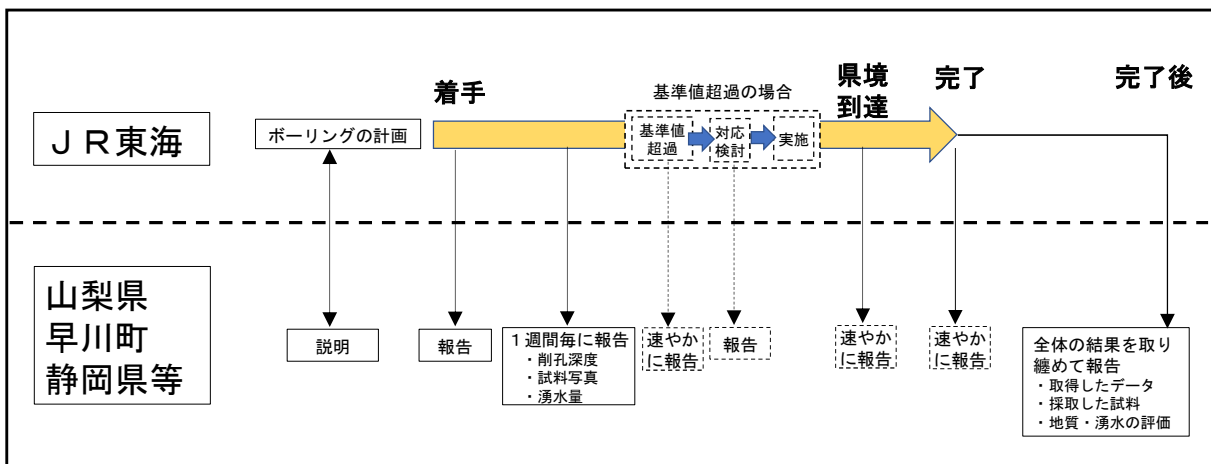 基準値超過の場合
着手
県境
到達
完了
完了後
ＪＲ東海
ボーリングの計画
基準値
超過
対応
検討
実施
山梨県
早川町
静岡県等
説明
報告
１週間毎に報告
・削孔深度
・試料写真
・湧水量
速やか
に報告
報告
速やか
に報告
速やか
に報告
全体の結果を取り
纏めて報告
・取得したデータ
・採取した試料
・地質・湧水の評価